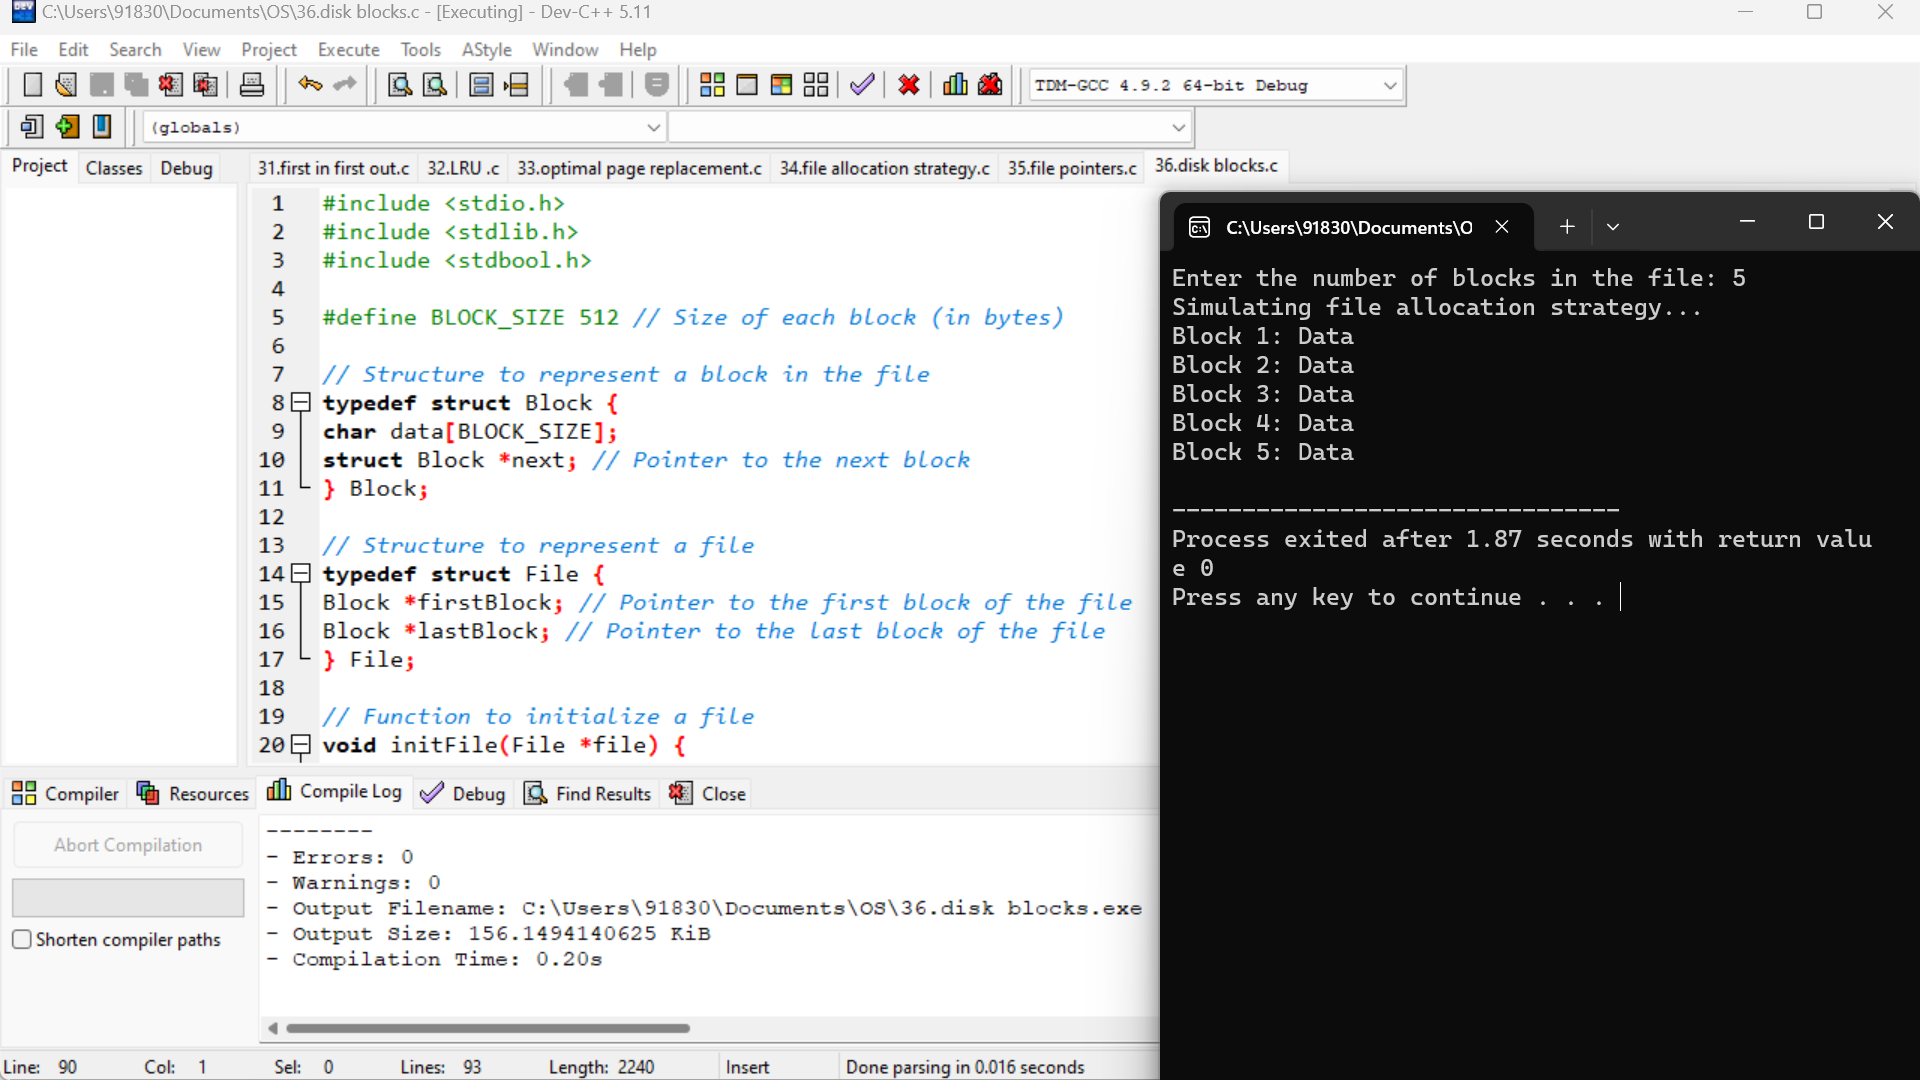 C:\Users\91830\Documents\OS\36.disk blocks.c - [Executing] - Dev-C++ 5.11
File Edit Search View Project Execute Tools AStyle Window Help
TDM-GCC 4.9.2 64-bit Debug
(globals)
Project Classes Debug
31.first in first out.c 32.LRU .c 33.optimal page replacement.c 34.file allocation strategy.c 35.file pointers.c 36.disk blocks.c
1 #include <stdio.h>
2 #include <stdlib.h>
3 #include <stdbool.h>
4
5 #define BLOCK_SIZE 512 // Size of each block (in bytes)
6
7 // Structure to represent a block in the file
8 typedef struct Block {
9 char data[BLOCK_SIZE];
10 struct Block *next; // Pointer to the next block
11 } Block;
12
13 // Structure to represent a file
14 typedef struct File {
15 Block *firstBlock; // Pointer to the first block of the file
16 Block *lastBlock; // Pointer to the last block of the file
17 } File;
18
19 // Function to initialize a file
20 void initFile(File *file) {
C:\Users\91830\Documents\O
Enter the number of blocks in the file: 5
Simulating file allocation strategy...
Block 1: Data
Block 2: Data
Block 3: Data
Block 4: Data
Block 5: Data
--------------------------------
Process exited after 1.87 seconds with return valu
e 0
Press any key to continue . . .
Compiler Resources Compile Log Debug Find Results Close
Abort Compilation
Shorten compiler paths
--------
- Errors: 0
- Warnings: 0
- Output Filename: C:\Users\91830\Documents\OS\36.disk blocks.exe
- Output Size: 156.1494140625 KiB
- Compilation Time: 0.20s
Line: 90 Col: 1 Sel: 0 Lines: 93 Length: 2240 Insert Done parsing in 0.016 seconds